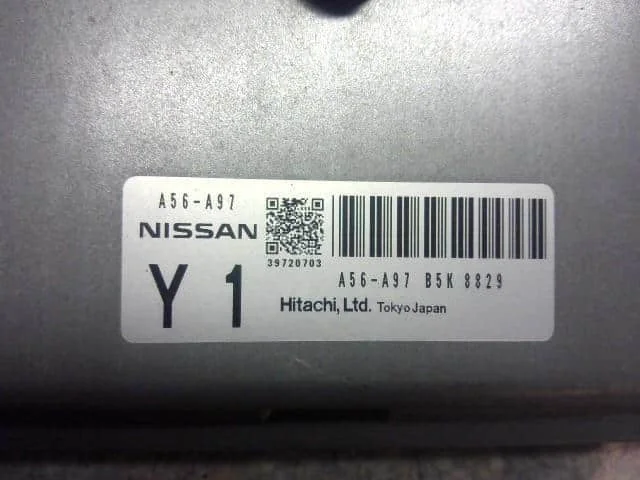 A56-A97
NISSAN
39720703
Y 1
A56-A97 B5K 8829
Hitachi, Ltd. Tokyo Japan